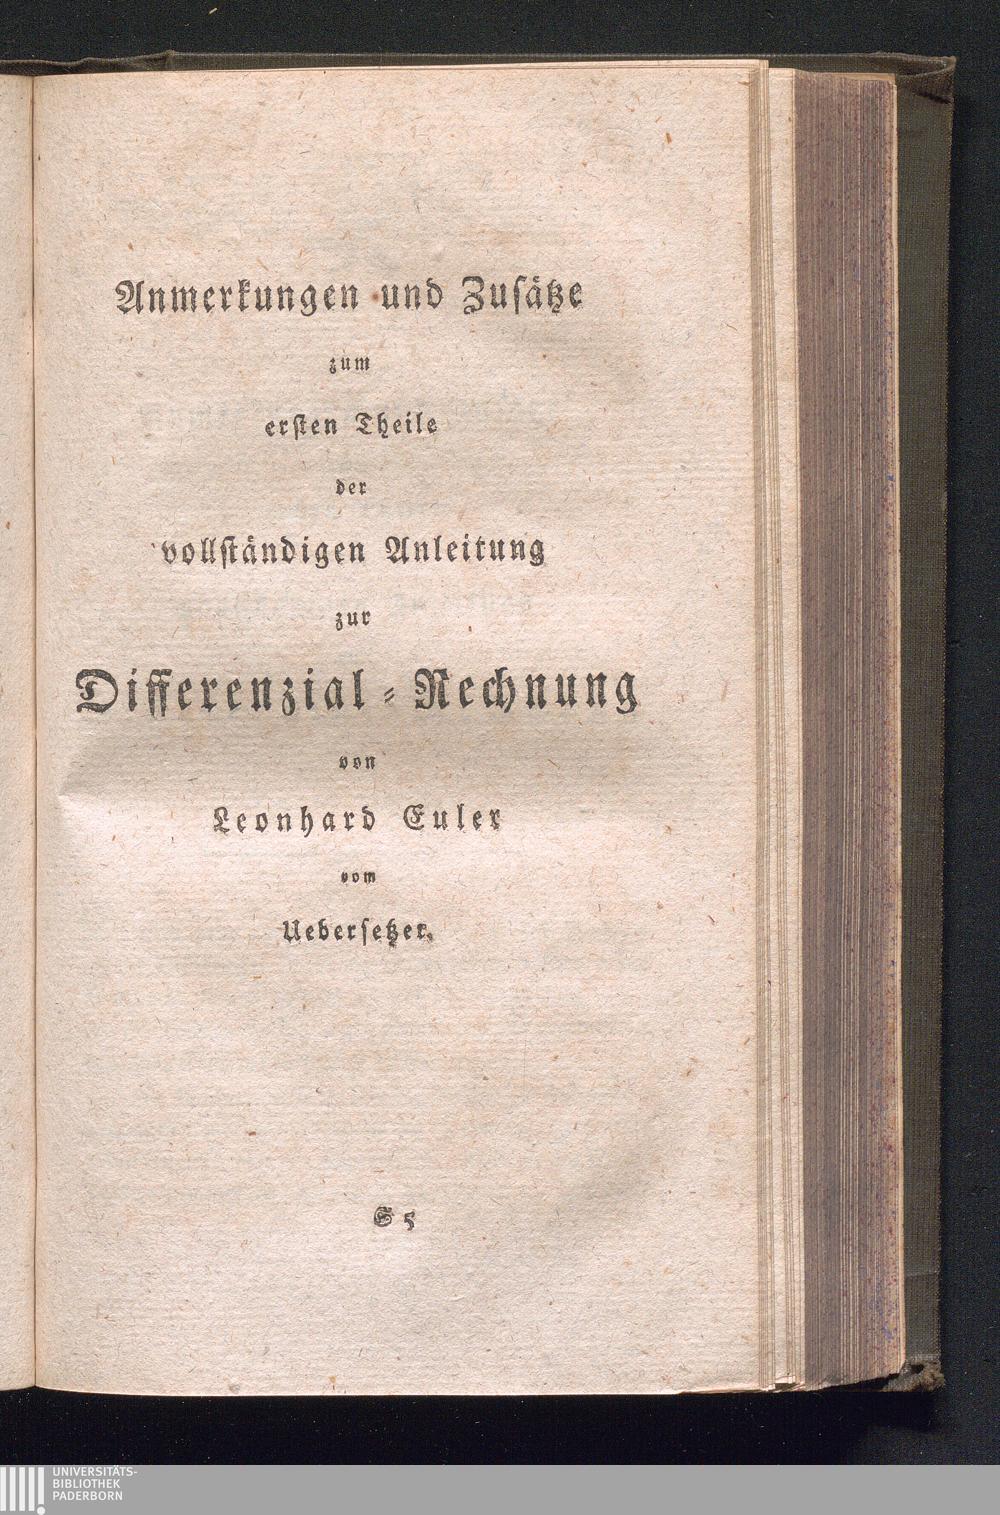 Anmerkungen und Zuſätze
zum
erſten Theile
der
vollſtändigen Anleitung
zur
Differenzial-Rechnung
von
Leonhard Euler
vom
Ueberſetzer.
S 5
UNIVERSITÄTS-
BIBLIOTHEK
PADERBORN